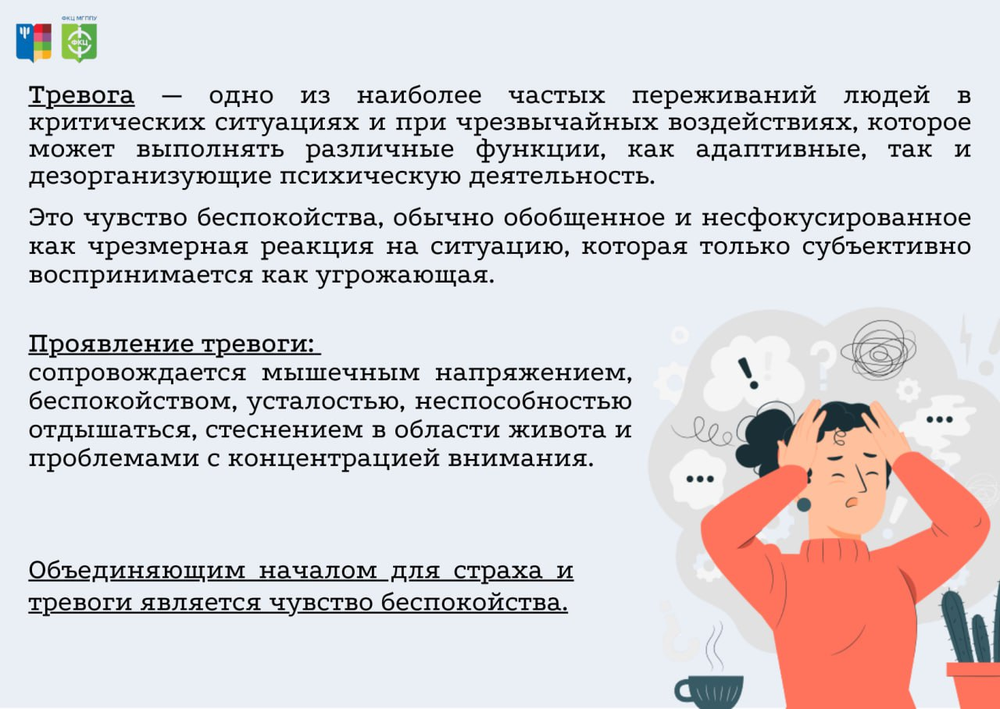 ФКЦ МГППУ
ФКЦ
Тревога — одно из наиболее частых переживаний людей в
критических ситуациях и при чрезвычайных воздействиях, которое
может выполнять различные функции, как адаптивные, так и
дезорганизующие психическую деятельность.
Это чувство беспокойства, обычно обобщенное и несфокусированное
как чрезмерная реакция на ситуацию, которая только субъективно
воспринимается как угрожающая.
Проявление тревоги:
сопровождается мышечным напряжением,
беспокойством, усталостью, неспособностью
отдышаться, стеснением в области живота и
проблемами с концентрацией внимания.
Объединяющим началом для страха и
тревоги является чувство беспокойства.